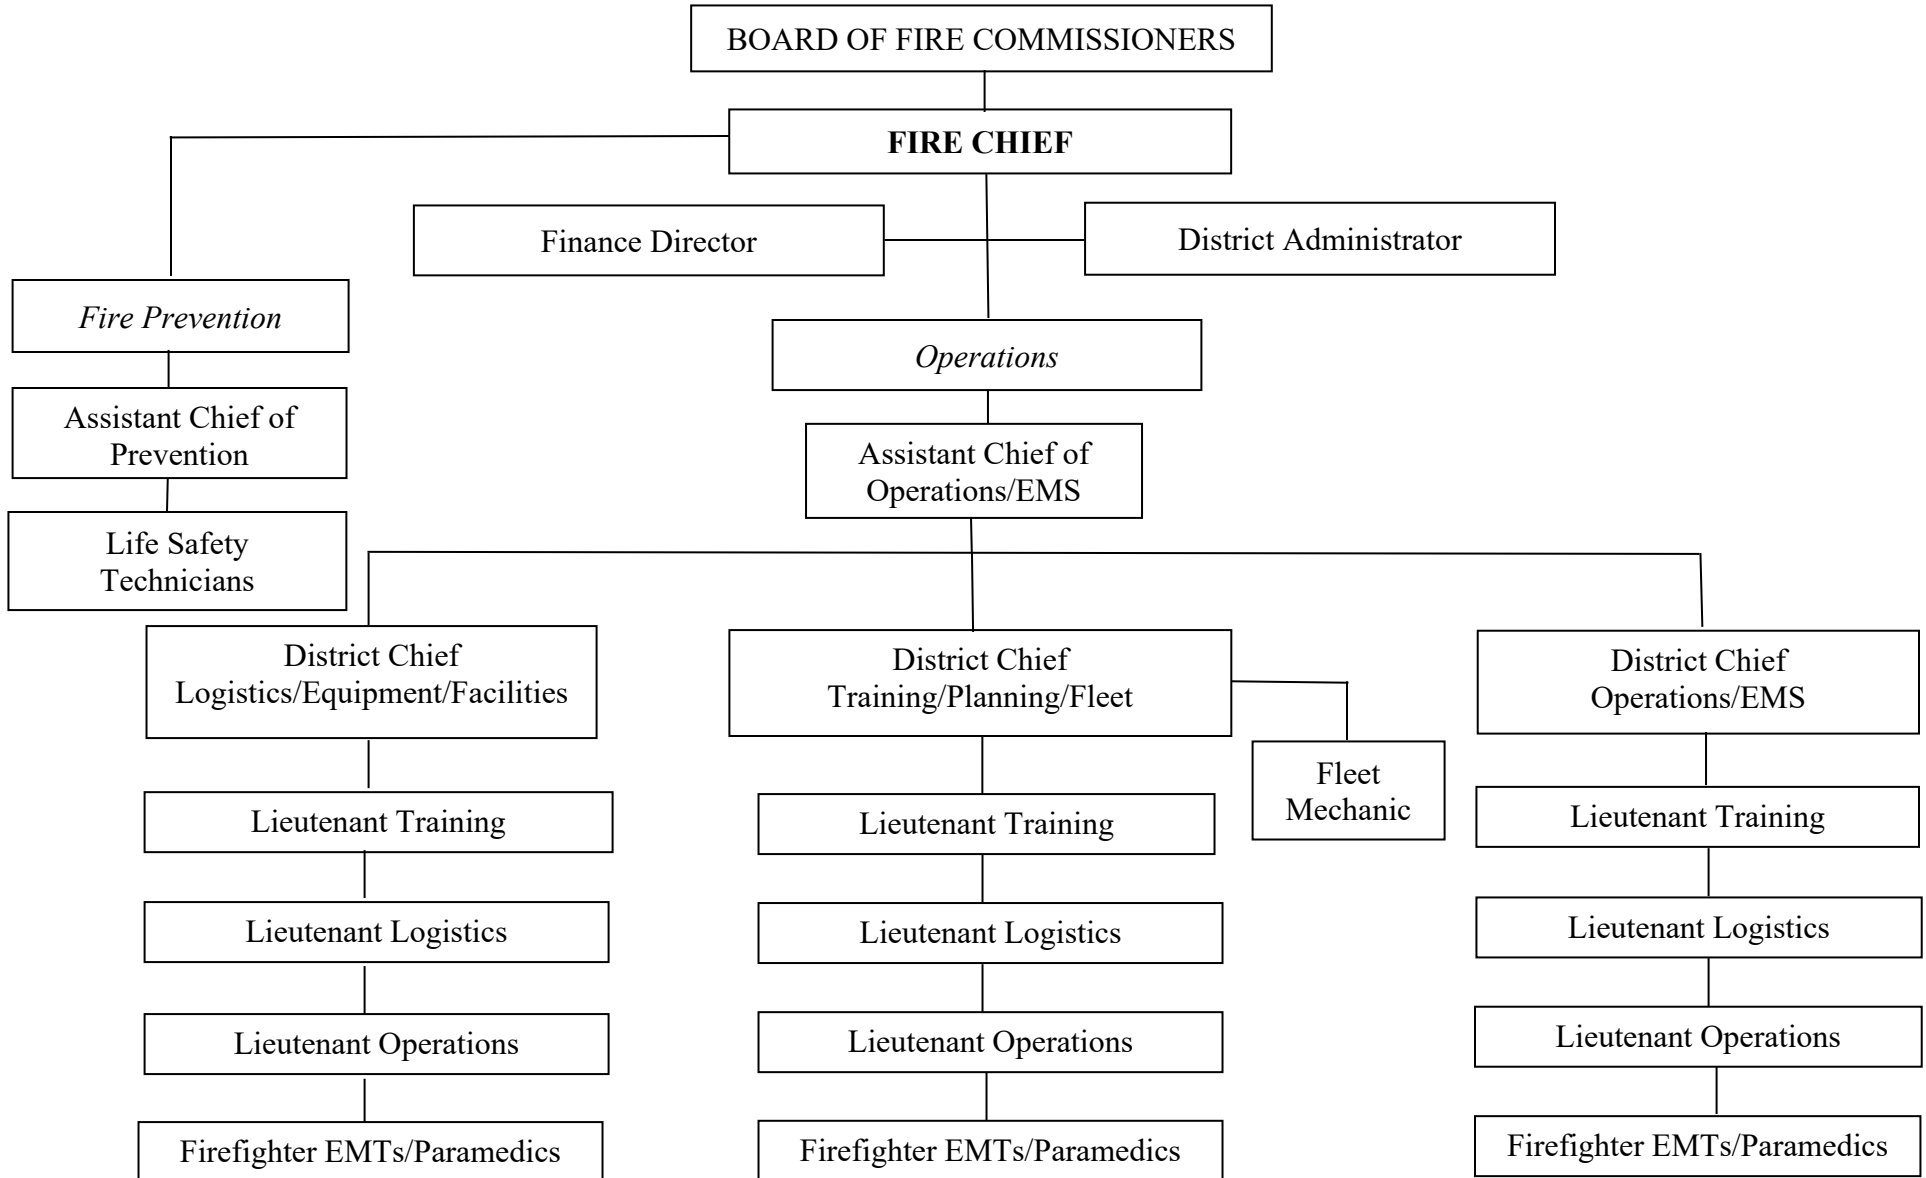 BOARD OF FIRE COMMISSIONERS
FIRE CHIEF
Finance Director
District Administrator
Fire Prevention
Operations
Assistant Chief of
Prevention
Assistant Chief of
Operations/EMS
Life Safety
Technicians
District Chief
Logistics/Equipment/Facilities
District Chief
Training/Planning/Fleet
District Chief
Operations/EMS
Fleet
Mechanic
Lieutenant Training
Lieutenant Training
Lieutenant Training
Lieutenant Logistics
Lieutenant Logistics
Lieutenant Logistics
Lieutenant Operations
Lieutenant Operations
Lieutenant Operations
Firefighter EMTs/Paramedics
Firefighter EMTs/Paramedics
Firefighter EMTs/Paramedics